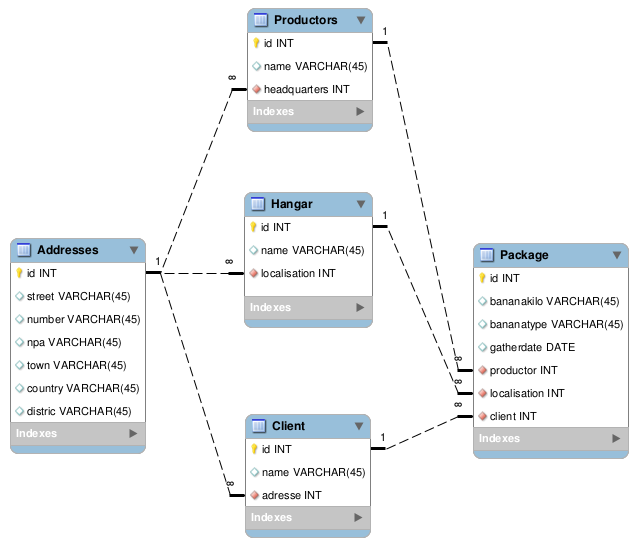 Productors
id INT
name VARCHAR(45)
headquarters INT
Indexes
1
∞
Hangar
id INT
name VARCHAR(45)
localisation INT
Indexes
1
∞
Addresses
id INT
street VARCHAR(45)
number VARCHAR(45)
npa VARCHAR(45)
town VARCHAR(45)
country VARCHAR(45)
distric VARCHAR(45)
Indexes
1
Package
id INT
bananakilo VARCHAR(45)
bananatype VARCHAR(45)
gatherdate DATE
productor INT
localisation INT
client INT
Indexes
∞
∞
∞
Client
id INT
name VARCHAR(45)
adresse INT
Indexes
1
∞